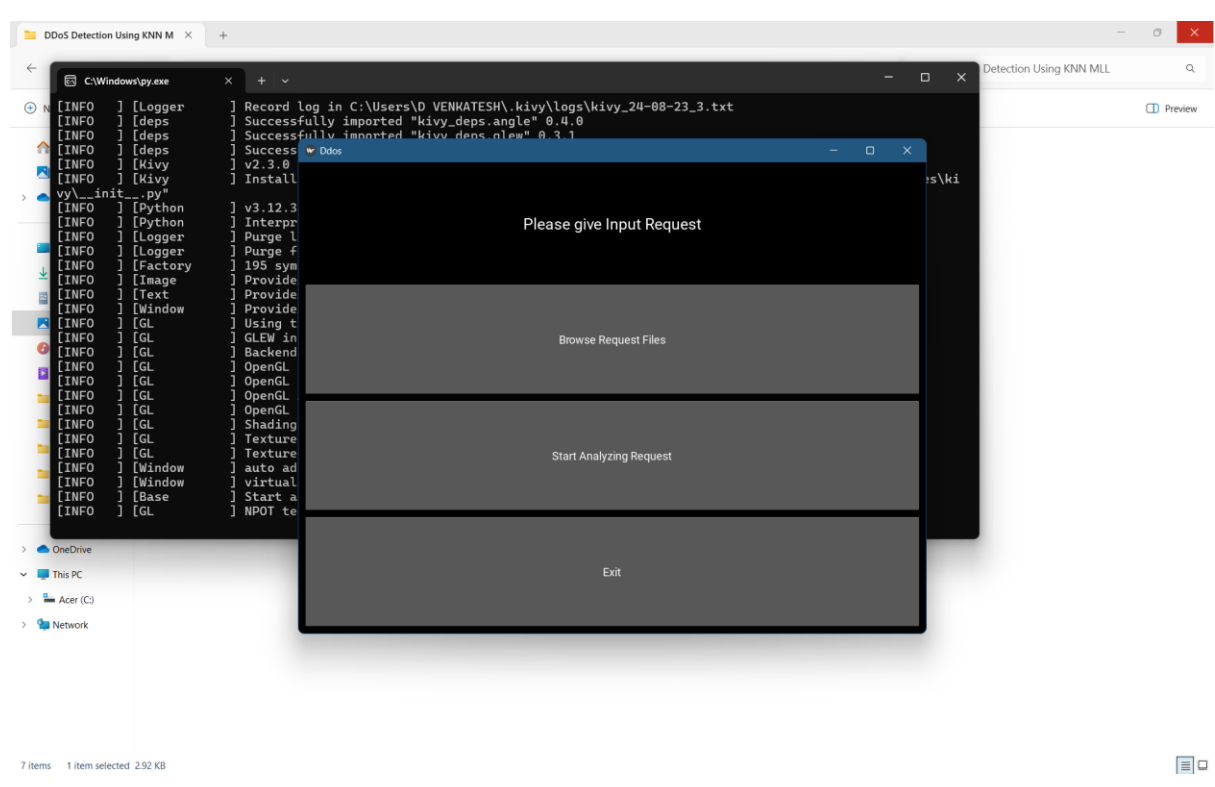 DDoS Detection Using KNN M
Detection Using KNN MLL
C:\Windows\py.exe
N
Preview
[INFO   ] [Logger      ] Record log in C:\Users\D VENKATESH\.kivy\logs\kivy_24-08-23_3.txt
[INFO   ] [deps        ] Successfully imported "kivy_deps.angle" 0.4.0
[INFO   ] [deps        ] Successfully imported "kivy_deps.glew" 0.3.1
[INFO   ] [deps        ] Success
[INFO   ] [Kivy        ] v2.3.0
[INFO   ] [Kivy        ] Install es\ki
vy\__init__.py"
[INFO   ] [Python      ] v3.12.3
[INFO   ] [Python      ] Interpr
[INFO   ] [Logger      ] Purge l
[INFO   ] [Logger      ] Purge f
[INFO   ] [Factory     ] 195 sym
[INFO   ] [Image       ] Provide
[INFO   ] [Text        ] Provide
[INFO   ] [Window      ] Provide
[INFO   ] [GL          ] Using t
[INFO   ] [GL          ] GLEW in
[INFO   ] [GL          ] Backend
[INFO   ] [GL          ] OpenGL
[INFO   ] [GL          ] OpenGL
[INFO   ] [GL          ] OpenGL
[INFO   ] [GL          ] OpenGL
[INFO   ] [GL          ] Shading
[INFO   ] [GL          ] Texture
[INFO   ] [GL          ] Texture
[INFO   ] [Window      ] auto ad
[INFO   ] [Window      ] virtual
[INFO   ] [Base        ] Start a
[INFO   ] [GL          ] NPOT te
Ddos
Please give Input Request
Browse Request Files
Start Analyzing Request
Exit
OneDrive
This PC
Acer (C:)
Network
7 items 1 item selected 2.92 KB